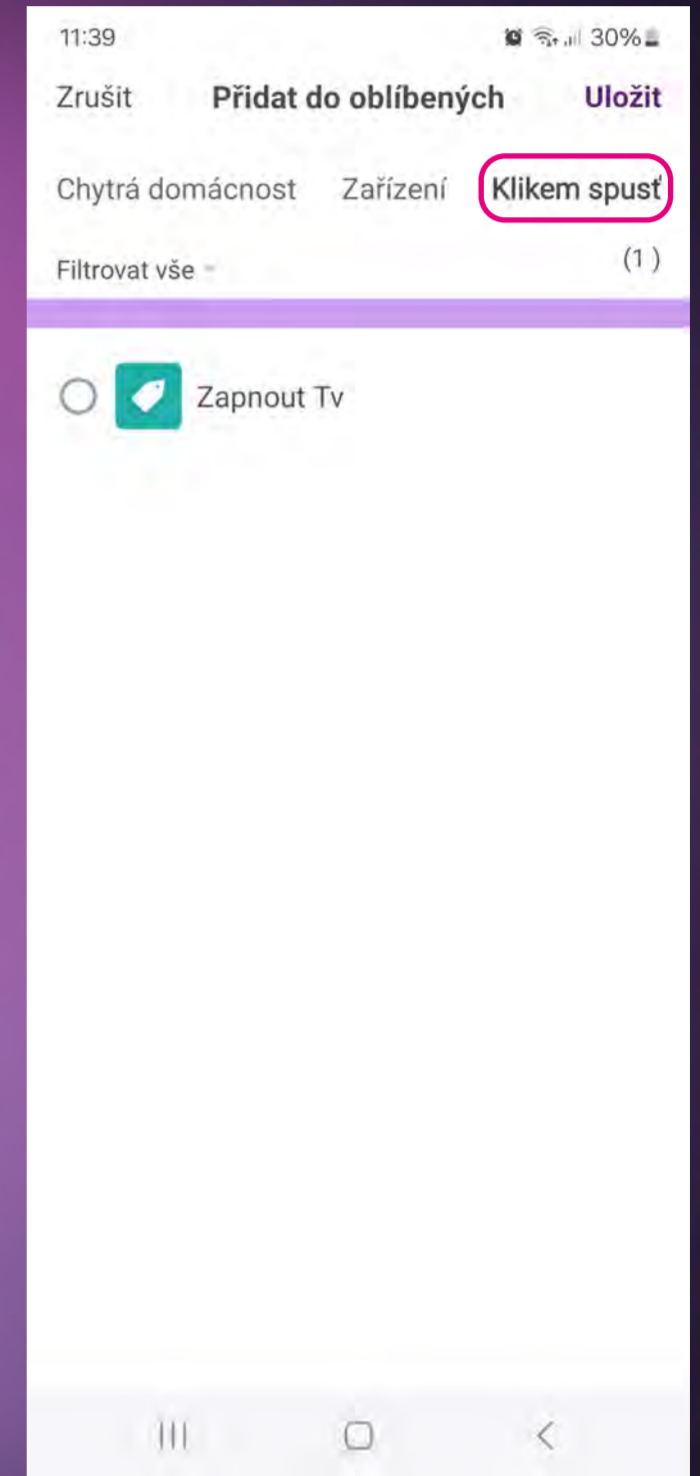 11:39 30%
Zrušit Přidat do oblíbených Uložit
Chytrá domácnost Zařízení Klikem spusť
Filtrovat vše (1 )
Zapnout Tv